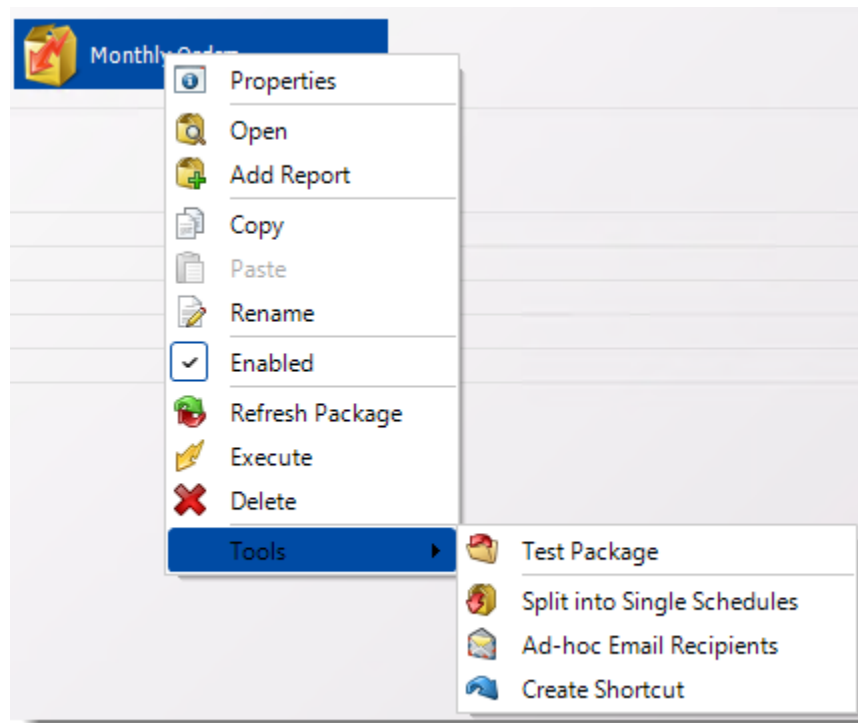 Monthly Orders
Properties
Open
Add Report
Copy
Paste
Rename
Enabled
Refresh Package
Execute
Delete
Tools
Test Package
Split into Single Schedules
Ad-hoc Email Recipients
Create Shortcut